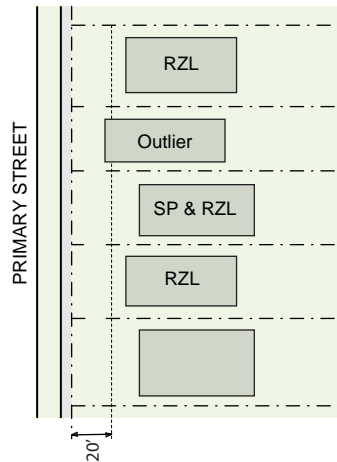 RZL
Outlier
PRIMARY STREET
SP & RZL
RZL
20'